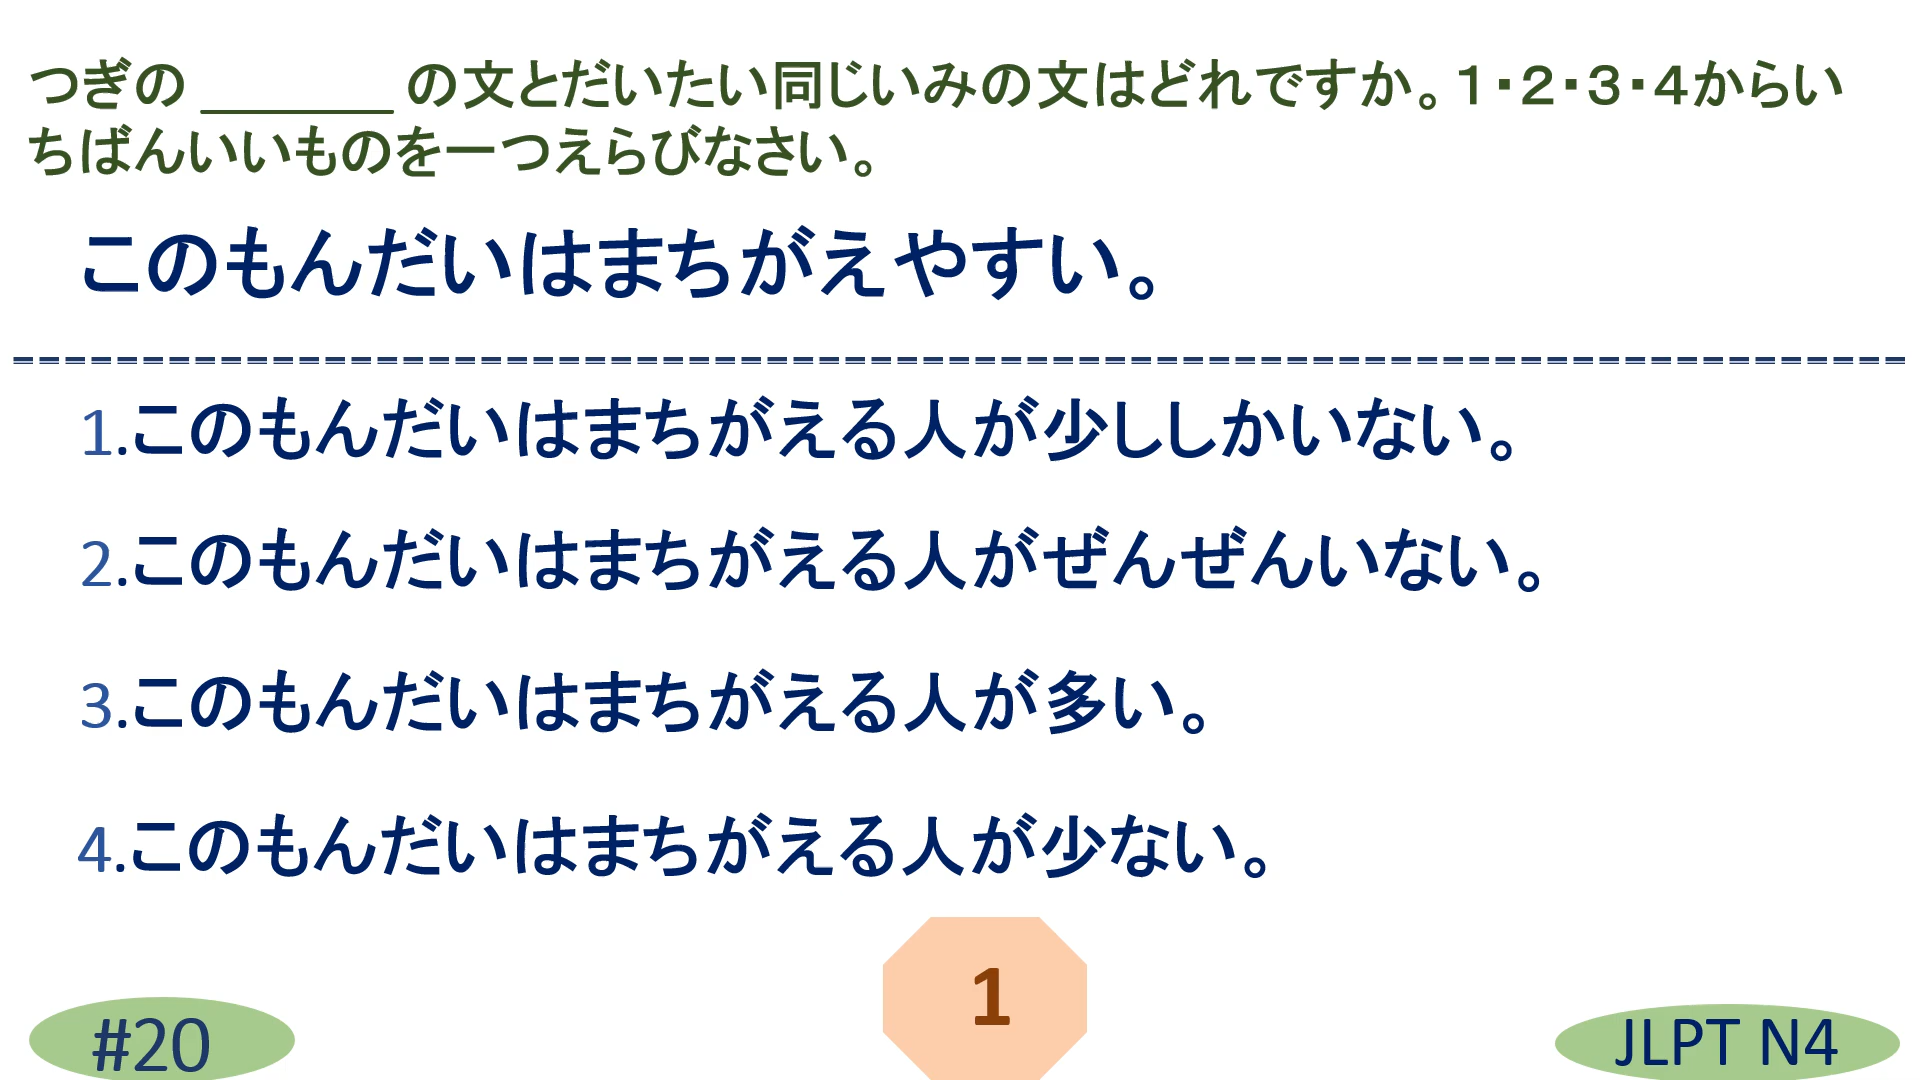 つぎの ______ の文とだいたい同じいみの文はどれですか。1・2・3・4からい
ちばんいいものを一つえらびなさい。
このもんだいはまちがえやすい。
1.このもんだいはまちがえる人が少ししかいない。
2.このもんだいはまちがえる人がぜんぜんいない。
3.このもんだいはまちがえる人が多い。
4.このもんだいはまちがえる人が少ない。
1
#20
JLPT N4